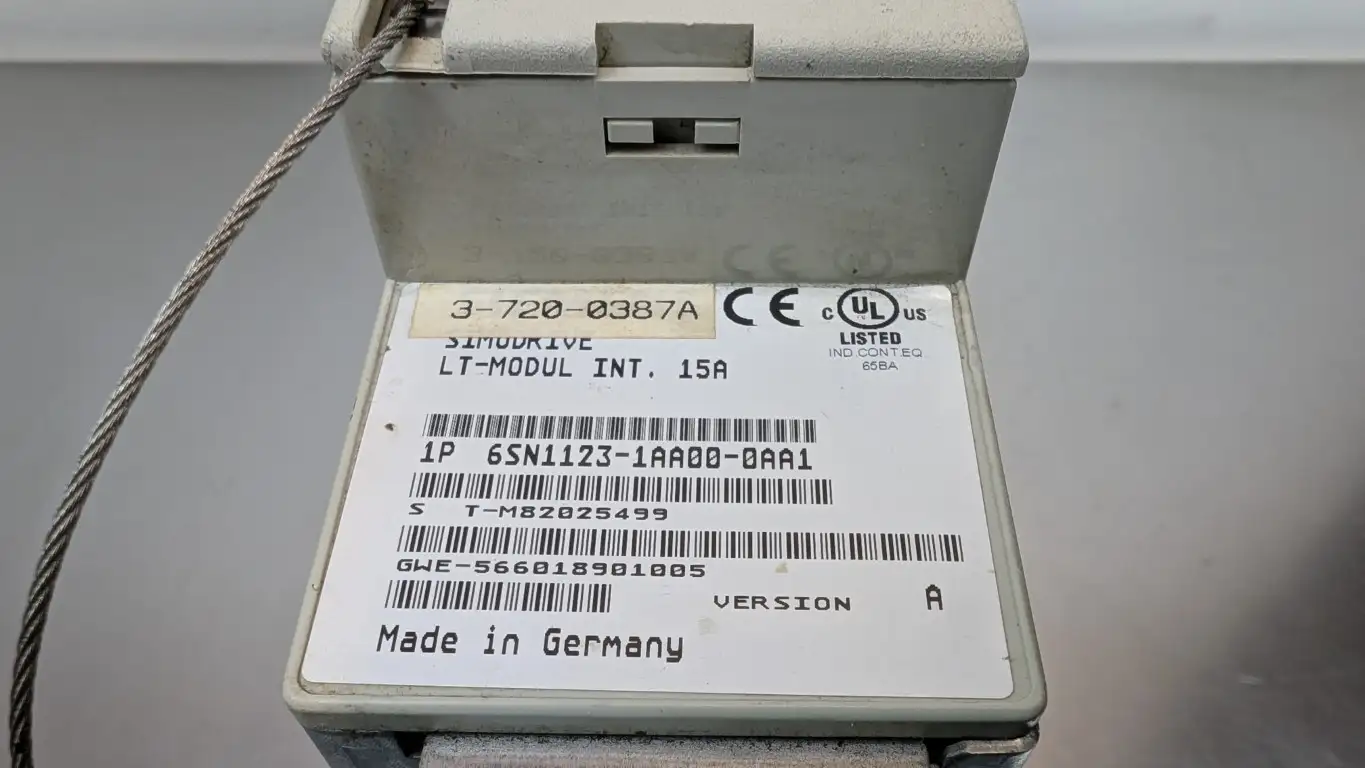 3-720-0387A
CE
C UL US
LISTED
IND.CONT.EQ.
65BA
SIMODRIVE
LT-MODUL INT. 15A
1P 6SN1123-1AA00-0AA1
S T-M82025499
GWE-566018901005
VERSION A
Made in Germany